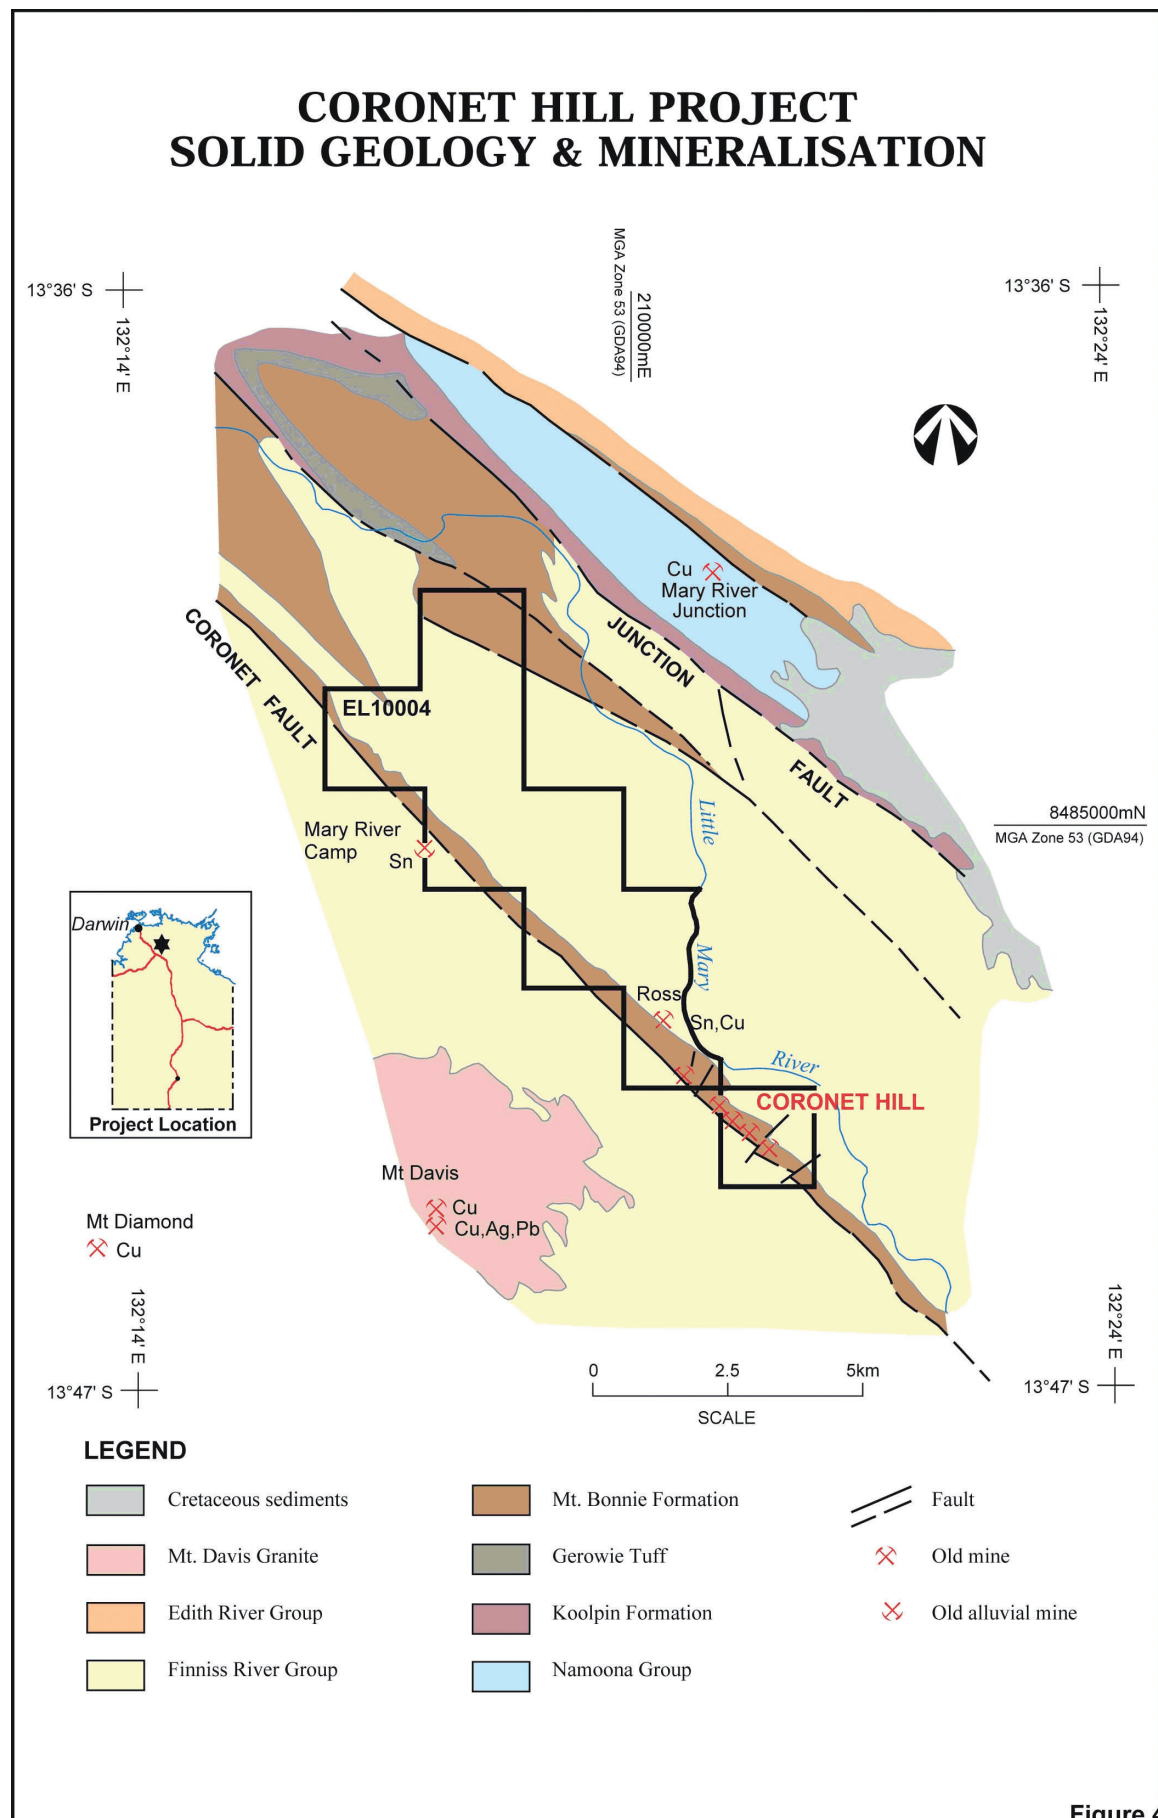 CORONET HILL PROJECT
SOLID GEOLOGY & MINERALISATION
13°36' S
132°14' E
MGA Zone 53 (GDA94)
210000mE
13°36' S
132°24' E
Cu
Mary River
Junction
JUNCTION
FAULT
CORONET FAULT
EL10004
8485000mN
MGA Zone 53 (GDA94)
Little
Mary
River
Mary River
Camp
Sn
Darwin
Project Location
Ross
Sn,Cu
CORONET HILL
Mt Davis
Cu
Cu,Ag,Pb
Mt Diamond
Cu
132°14' E
13°47' S
132°24' E
13°47' S
0 2.5 5km
SCALE
LEGEND
Cretaceous sediments
Mt. Davis Granite
Edith River Group
Finniss River Group
Mt. Bonnie Formation
Gerowie Tuff
Koolpin Formation
Namoona Group
Fault
Old mine
Old alluvial mine
Figure